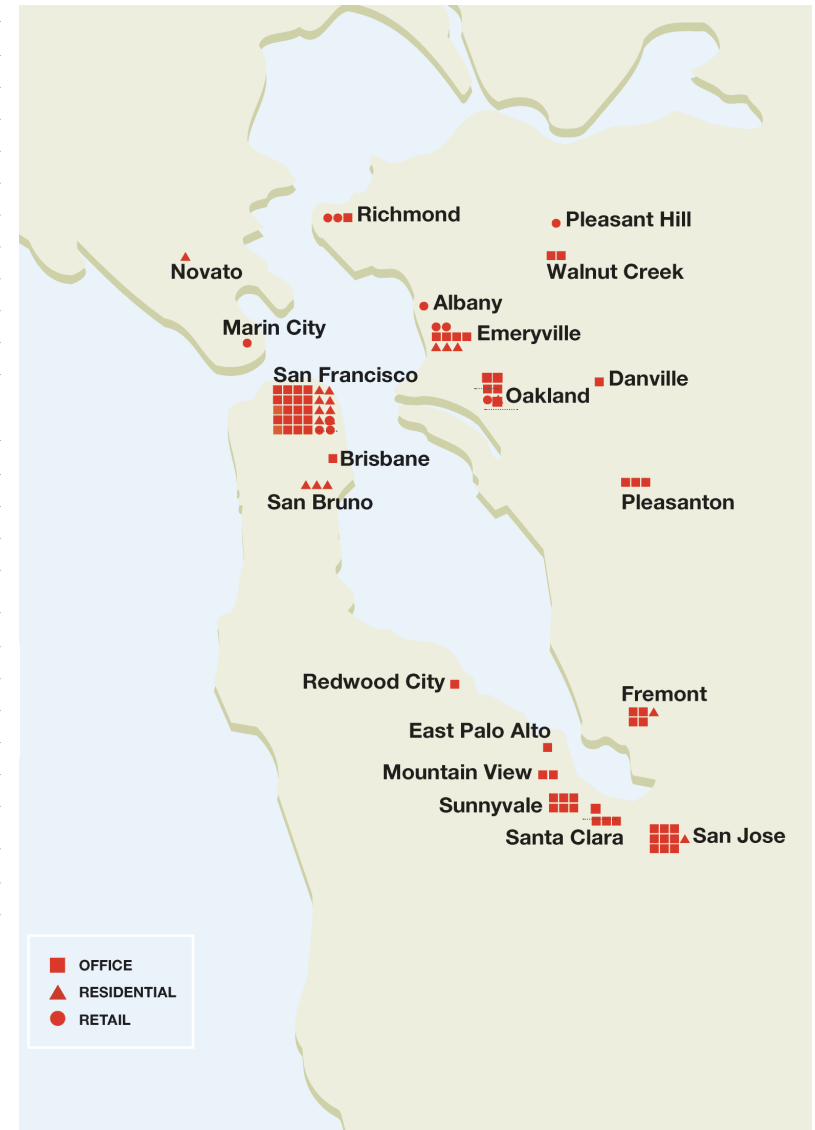 Richmond
Pleasant Hill
Novato
Walnut Creek
Albany
Marin City
Emeryville
San Francisco
Danville
Oakland
Brisbane
San Bruno
Pleasanton
Redwood City
Fremont
East Palo Alto
Mountain View
Sunnyvale
Santa Clara
San Jose
OFFICE
RESIDENTIAL
RETAIL